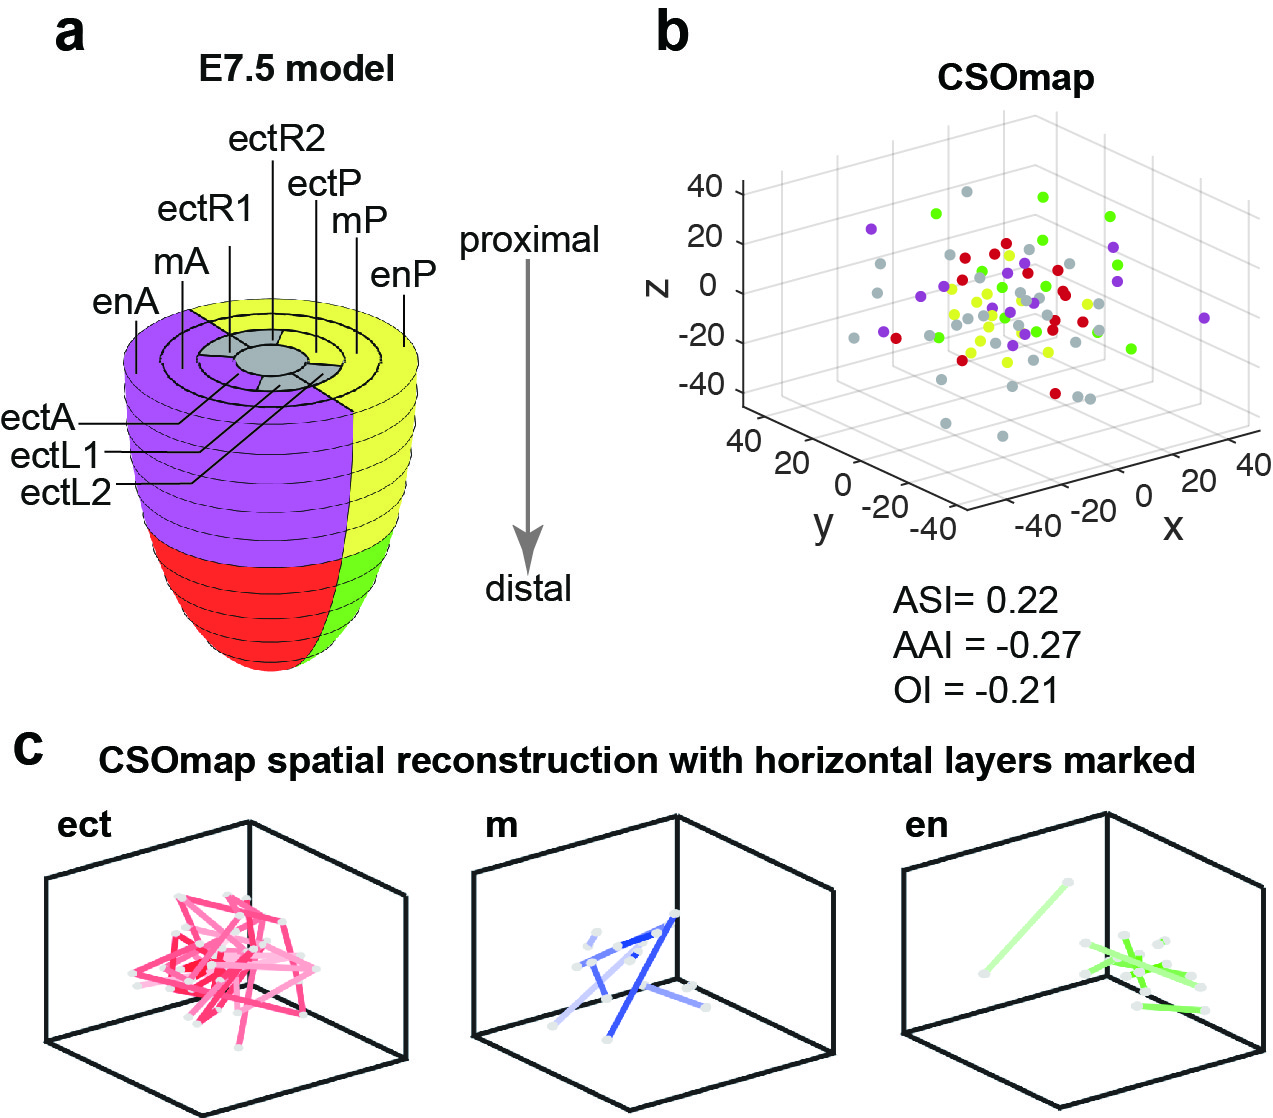 a
E7.5 model
ectR2
ectP
ectR1
mP
mA
enP
enA
ectA
ectL1
ectL2
proximal
distal
b
CSOmap
40
20
0
-20
-40
z
40
20
0
-20
-40
y
-40
-20
0
20
40
x
ASI= 0.22
AAI = -0.27
OI = -0.21
c
CSOmap spatial reconstruction with horizontal layers marked
ect
m
en